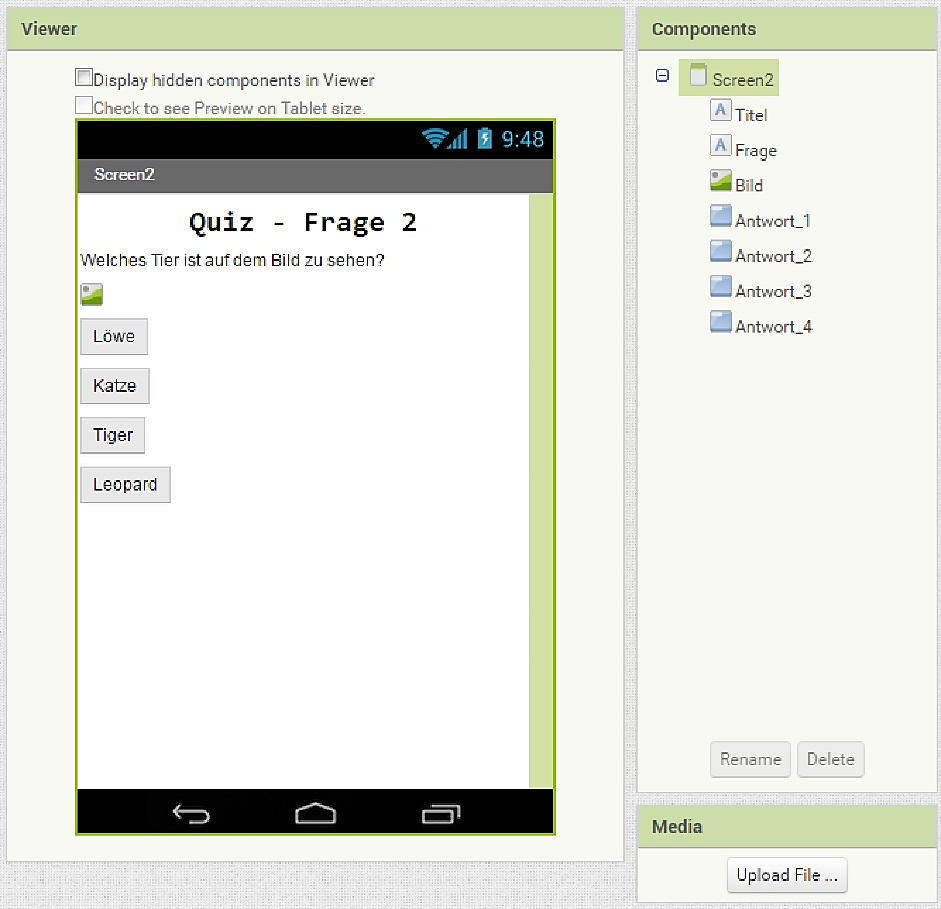 Viewer
Display hidden components in Viewer
Check to see Preview on Tablet size.
9:48
Screen2
Quiz - Frage 2
Welches Tier ist auf dem Bild zu sehen?
Löwe
Katze
Tiger
Leopard
Components
Screen2
A Titel
A Frage
Bild
Antwort_1
Antwort_2
Antwort_3
Antwort_4
Rename Delete
Media
Upload File ...